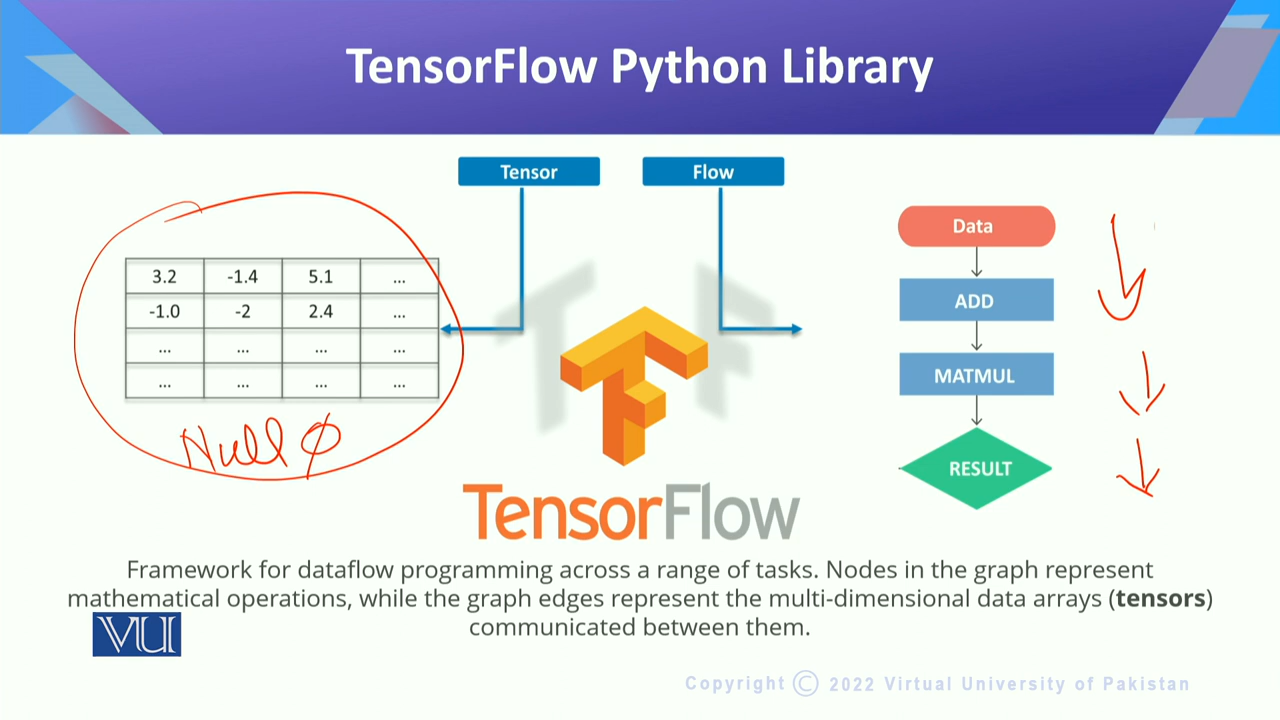 TensorFlow Python Library
Tensor
Flow
3.2 -1.4 5.1 ...
-1.0 -2 2.4 ...
... ... ... ...
... ... ... ...
Null ϕ
Data
ADD
MATMUL
RESULT
TensorFlow
Framework for dataflow programming across a range of tasks. Nodes in the graph represent
mathematical operations, while the graph edges represent the multi-dimensional data arrays (tensors)
communicated between them.
VU
Copyright © 2022 Virtual University of Pakistan